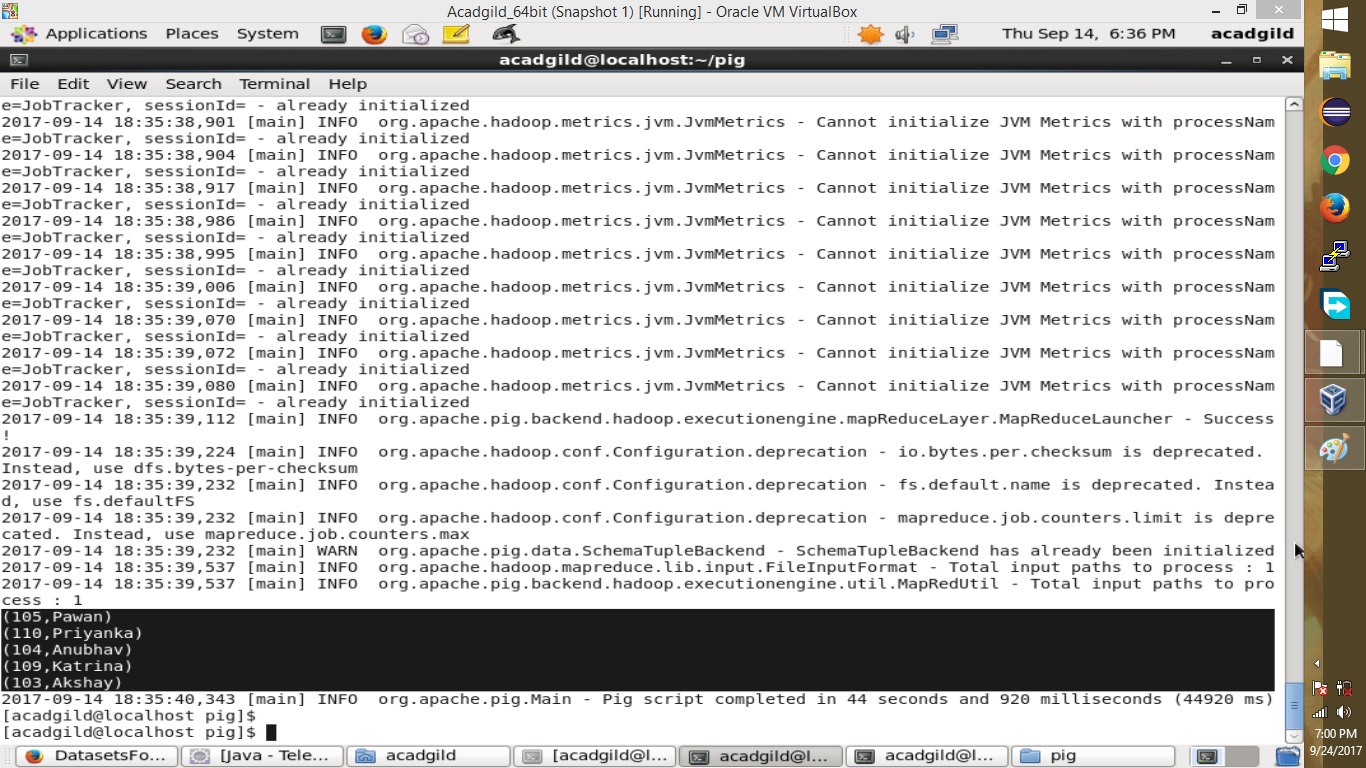 Acadgild_64bit (Snapshot 1) [Running] - Oracle VM VirtualBox
Applications Places System Thu Sep 14, 6:36 PM acadgild
acadgild@localhost:~/pig
File Edit View Search Terminal Help
e=JobTracker, sessionId= - already initialized
2017-09-14 18:35:38,901 [main] INFO  org.apache.hadoop.metrics.jvm.JvmMetrics - Cannot initialize JVM Metrics with processNam
e=JobTracker, sessionId= - already initialized
2017-09-14 18:35:38,904 [main] INFO  org.apache.hadoop.metrics.jvm.JvmMetrics - Cannot initialize JVM Metrics with processNam
e=JobTracker, sessionId= - already initialized
2017-09-14 18:35:38,917 [main] INFO  org.apache.hadoop.metrics.jvm.JvmMetrics - Cannot initialize JVM Metrics with processNam
e=JobTracker, sessionId= - already initialized
2017-09-14 18:35:38,986 [main] INFO  org.apache.hadoop.metrics.jvm.JvmMetrics - Cannot initialize JVM Metrics with processNam
e=JobTracker, sessionId= - already initialized
2017-09-14 18:35:38,995 [main] INFO  org.apache.hadoop.metrics.jvm.JvmMetrics - Cannot initialize JVM Metrics with processNam
e=JobTracker, sessionId= - already initialized
2017-09-14 18:35:39,006 [main] INFO  org.apache.hadoop.metrics.jvm.JvmMetrics - Cannot initialize JVM Metrics with processNam
e=JobTracker, sessionId= - already initialized
2017-09-14 18:35:39,070 [main] INFO  org.apache.hadoop.metrics.jvm.JvmMetrics - Cannot initialize JVM Metrics with processNam
e=JobTracker, sessionId= - already initialized
2017-09-14 18:35:39,072 [main] INFO  org.apache.hadoop.metrics.jvm.JvmMetrics - Cannot initialize JVM Metrics with processNam
e=JobTracker, sessionId= - already initialized
2017-09-14 18:35:39,080 [main] INFO  org.apache.hadoop.metrics.jvm.JvmMetrics - Cannot initialize JVM Metrics with processNam
e=JobTracker, sessionId= - already initialized
2017-09-14 18:35:39,112 [main] INFO  org.apache.pig.backend.hadoop.executionengine.mapReduceLayer.MapReduceLauncher - Success
!
2017-09-14 18:35:39,224 [main] INFO  org.apache.hadoop.conf.Configuration.deprecation - io.bytes.per.checksum is deprecated.
Instead, use dfs.bytes-per-checksum
2017-09-14 18:35:39,232 [main] INFO  org.apache.hadoop.conf.Configuration.deprecation - fs.default.name is deprecated. Instea
d, use fs.defaultFS
2017-09-14 18:35:39,232 [main] INFO  org.apache.hadoop.conf.Configuration.deprecation - mapreduce.job.counters.limit is depre
cated. Instead, use mapreduce.job.counters.max
2017-09-14 18:35:39,232 [main] WARN  org.apache.pig.data.SchemaTupleBackend - SchemaTupleBackend has already been initialized
2017-09-14 18:35:39,537 [main] INFO  org.apache.hadoop.mapreduce.lib.input.FileInputFormat - Total input paths to process : 1
2017-09-14 18:35:39,537 [main] INFO  org.apache.pig.backend.hadoop.executionengine.util.MapRedUtil - Total input paths to pro
cess : 1
(105,Pawan)
(110,Priyanka)
(104,Anubhav)
(109,Katrina)
(103,Akshay)
2017-09-14 18:35:40,343 [main] INFO  org.apache.pig.Main - Pig script completed in 44 seconds and 920 milliseconds (44920 ms)
[acadgild@localhost pig]$
[acadgild@localhost pig]$
DatasetsFo... [Java - Tele... acadgild [acadgild@l... acadgild@l... acadgild@l... pig
7:00 PM
9/24/2017